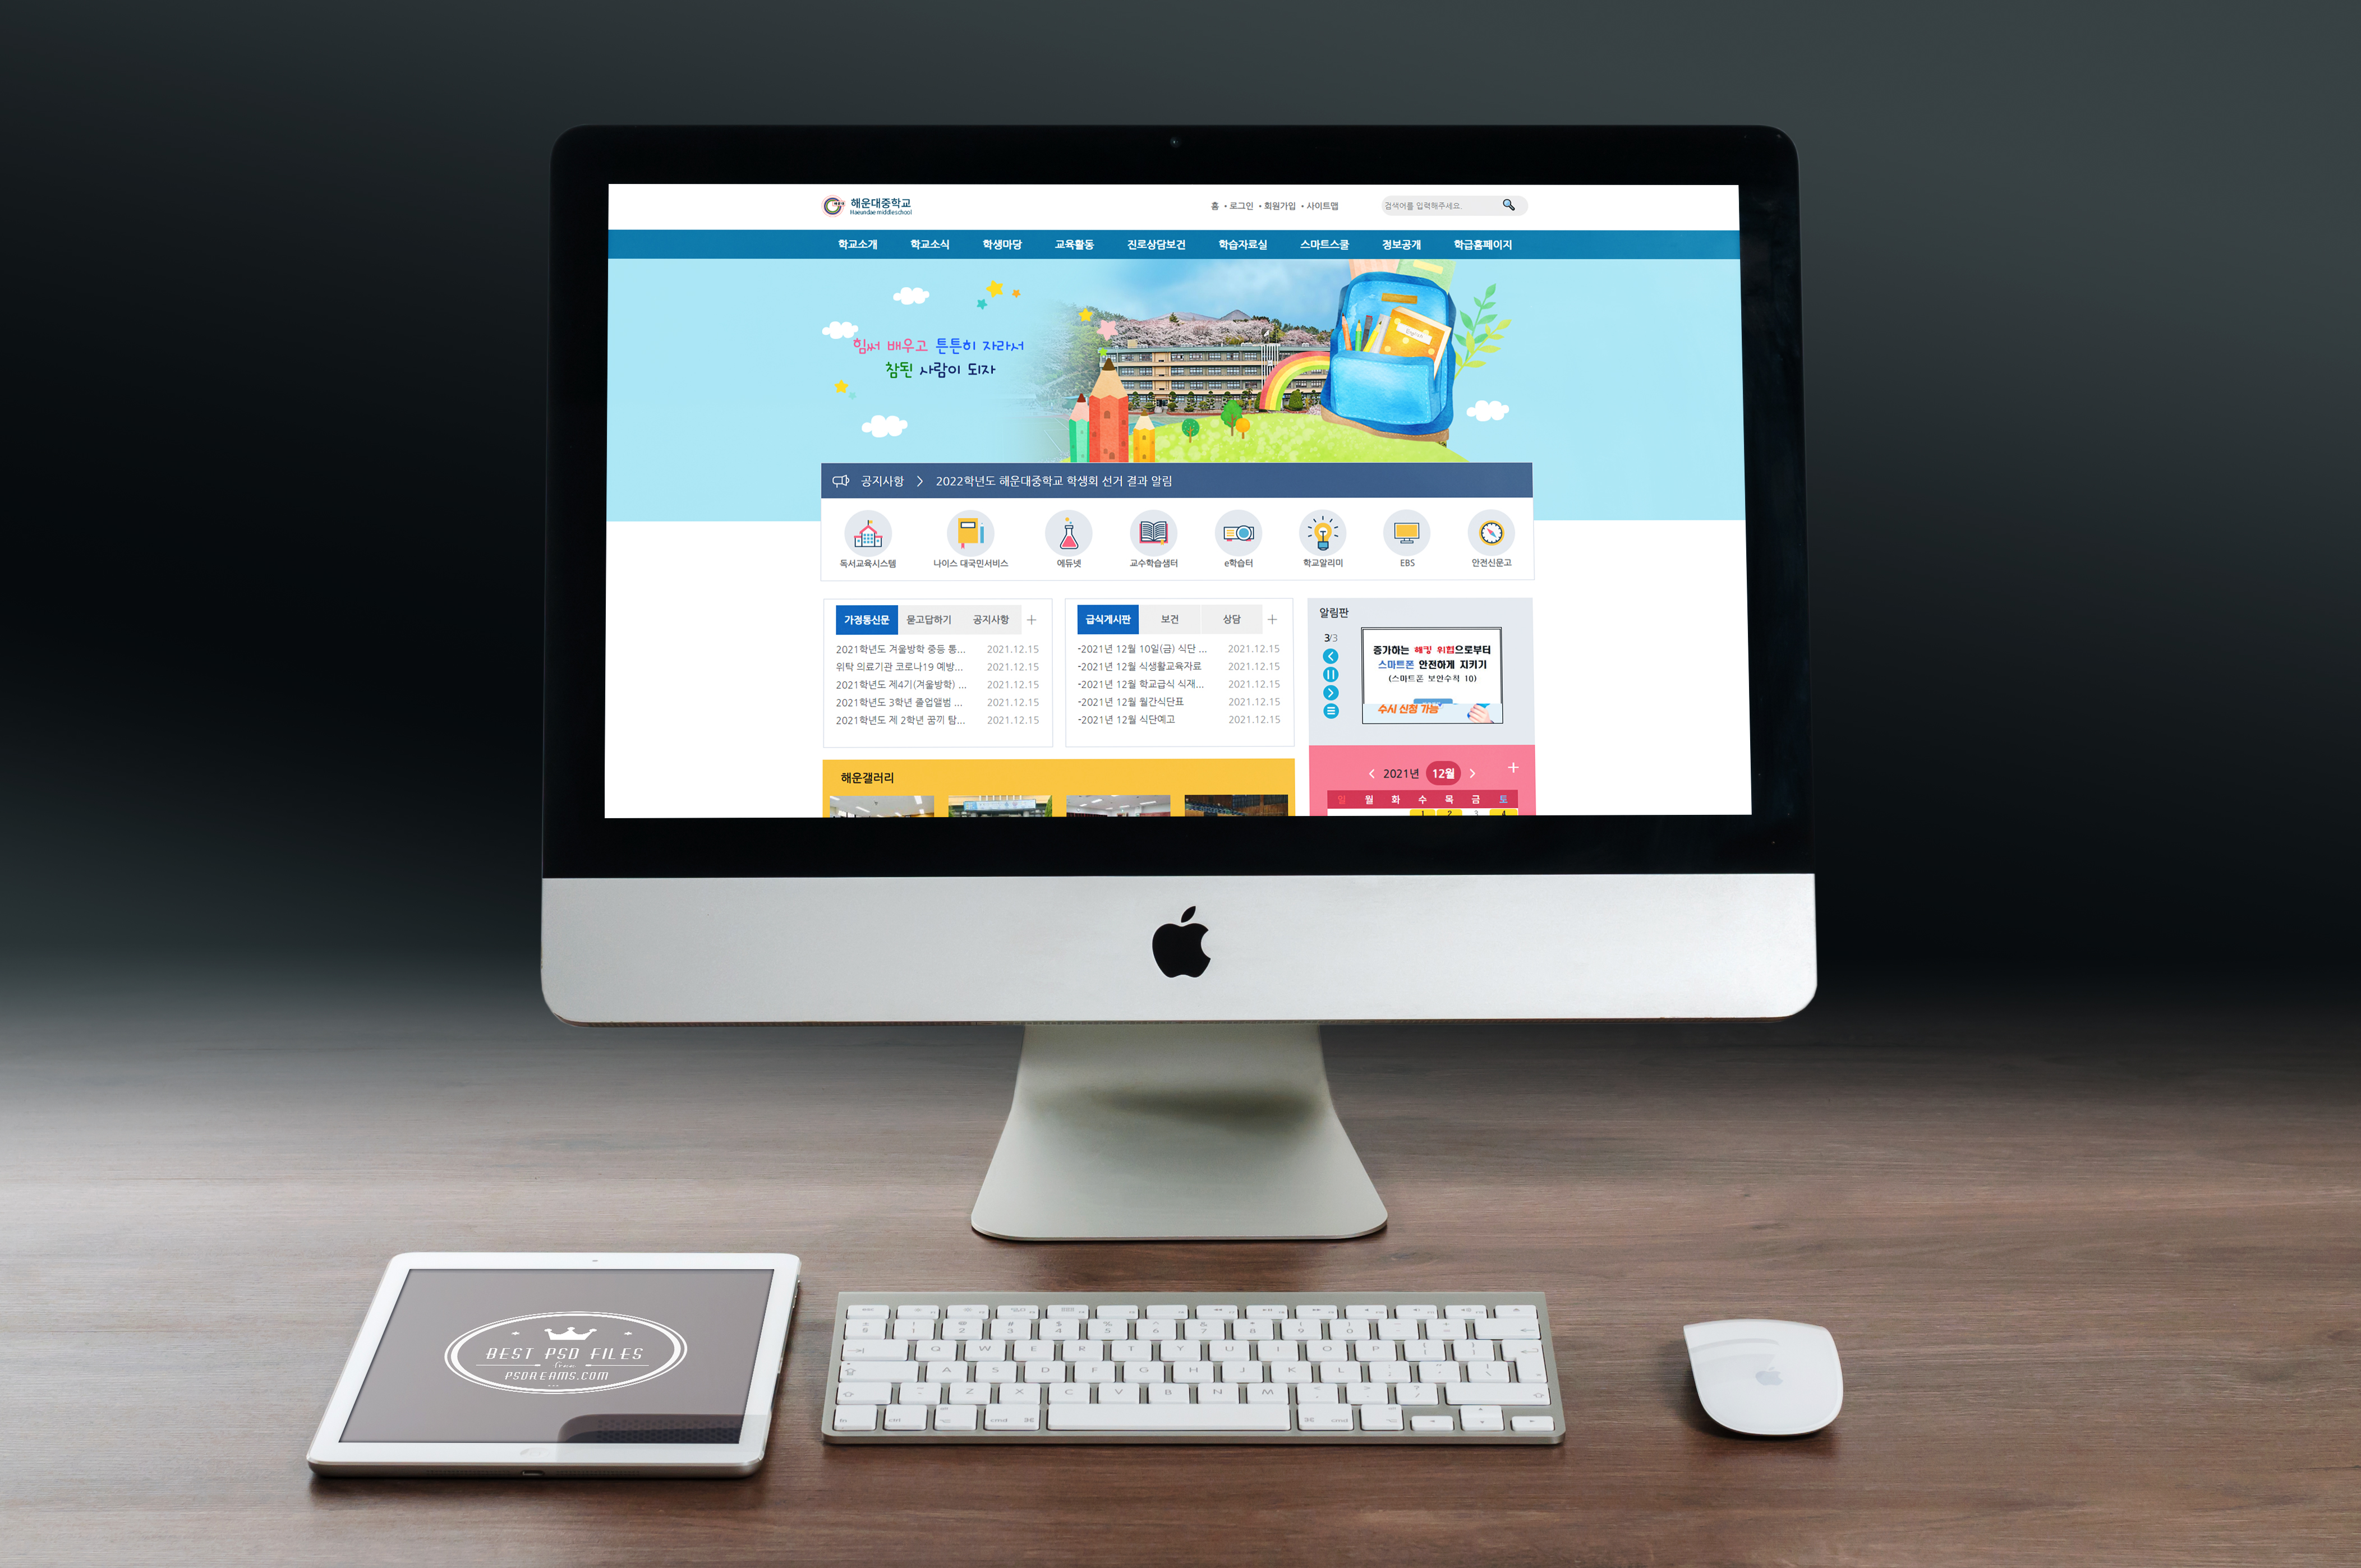 해운대중학교
Haeundae middle school
홈 • 로그인 • 회원가입 • 사이트맵
검색어를 입력해주세요.
학교소개 학교소식 학생마당 교육활동 진로상담보건 학습자료실 스마트스쿨 정보공개 학급홈페이지
힘써 배우고 튼튼히 자라서
참된 사람이 되자
English
공지사항 > 2022학년도 해운대중학교 학생회 선거 결과 알림
독서교육시스템 나이스 대국민서비스 에듀넷 교수학습샘터 e학습터 학교알리미 EBS 안전신문고
가정통신문 묻고답하기 공지사항 +
2021학년도 겨울방학 중등 통... 2021.12.15
위탁 의료기관 코로나19 예방... 2021.12.15
2021학년도 제4기(겨울방학) ... 2021.12.15
2021학년도 3학년 졸업앨범 ... 2021.12.15
2021학년도 제 2학년 꿈끼 탐... 2021.12.15
급식게시판 보건 상담 +
-2021년 12월 10일(금) 식단 ... 2021.12.15
-2021년 12월 식생활교육자료 2021.12.15
-2021년 12월 학교급식 식재... 2021.12.15
-2021년 12월 월간식단표 2021.12.15
-2021년 12월 식단예고 2021.12.15
알림판
3/3
증가하는 해킹 위협으로부터
스마트폰 안전하게 지키기
(스마트폰 보안수칙 10)
수시 신청 가능
해운갤러리
< 2021년 12월 > +
일 월 화 수 목 금 토
1 2 3 4
BEST PSD FILES
free
PSDREAMS.COM
! @ # $ % ^ & * ( )
1 2 3 4 5 6 7 8 9 0
Q W E R T Y U I O P
A S D F G H J K L
Z X C V B N M
fn cmd cmd